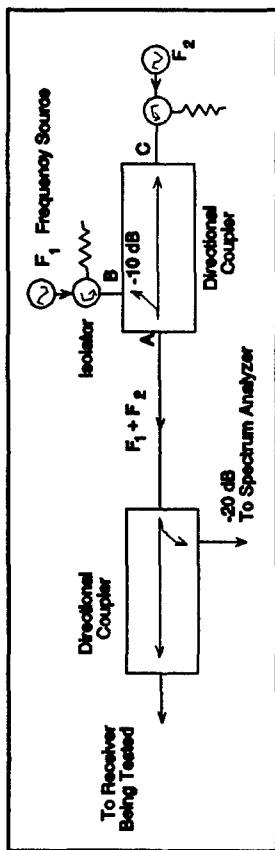 F1 Frequency Source
Isolator
B
-10 dB
A
C
F2
Directional
Coupler
F1 + F2
Directional
Coupler
-20 dB
To Spectrum Analyzer
To Receiver
Being Tested